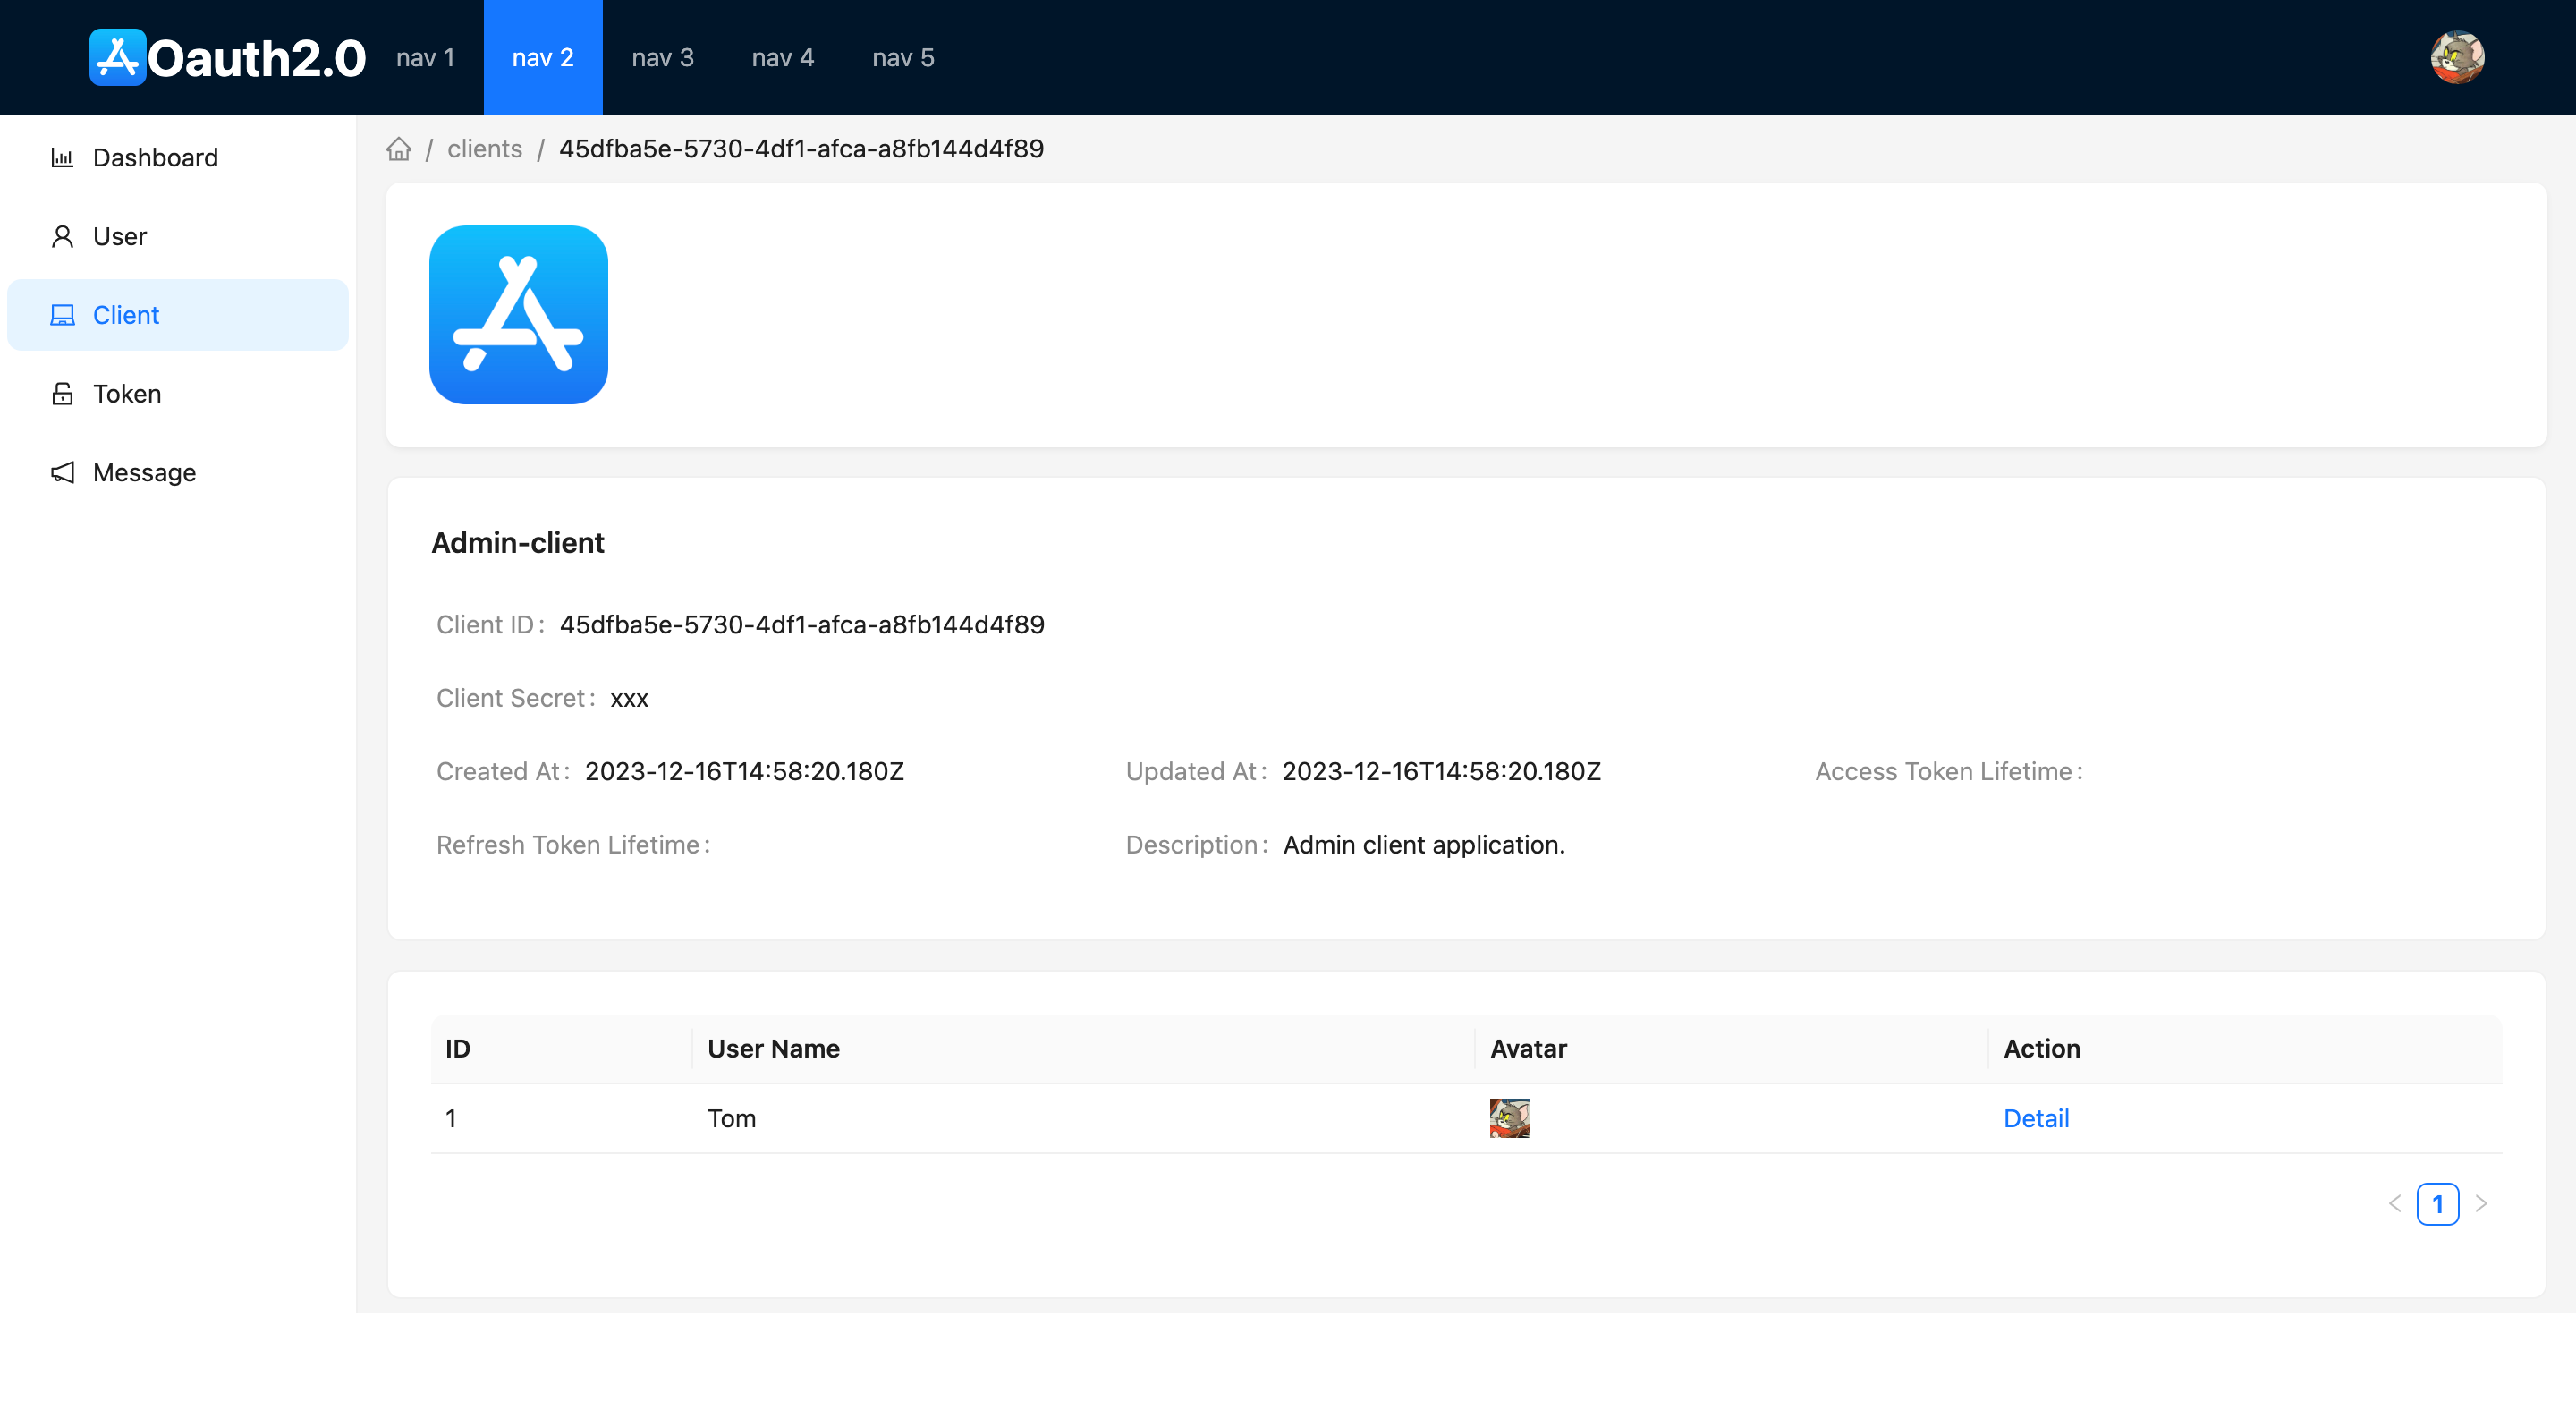 Oauth2.0 nav 1 nav 2 nav 3 nav 4 nav 5
Dashboard
User
Client
Token
Message
/ clients / 45dfba5e-5730-4df1-afca-a8fb144d4f89
Admin-client
Client ID: 45dfba5e-5730-4df1-afca-a8fb144d4f89
Client Secret: xxx
Created At: 2023-12-16T14:58:20.180Z Updated At: 2023-12-16T14:58:20.180Z Access Token Lifetime:
Refresh Token Lifetime: Description: Admin client application.
ID User Name Avatar Action
1 Tom Detail
< 1 >